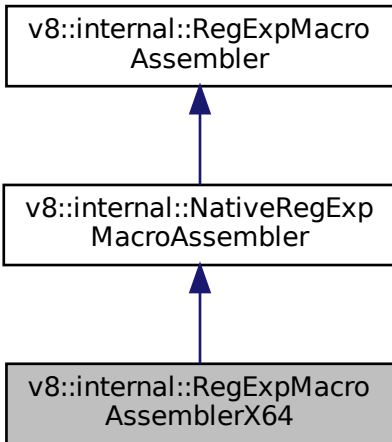 v8::internal::RegExpMacro
Assembler
v8::internal::NativeRegExp
MacroAssembler
v8::internal::RegExpMacro
AssemblerX64